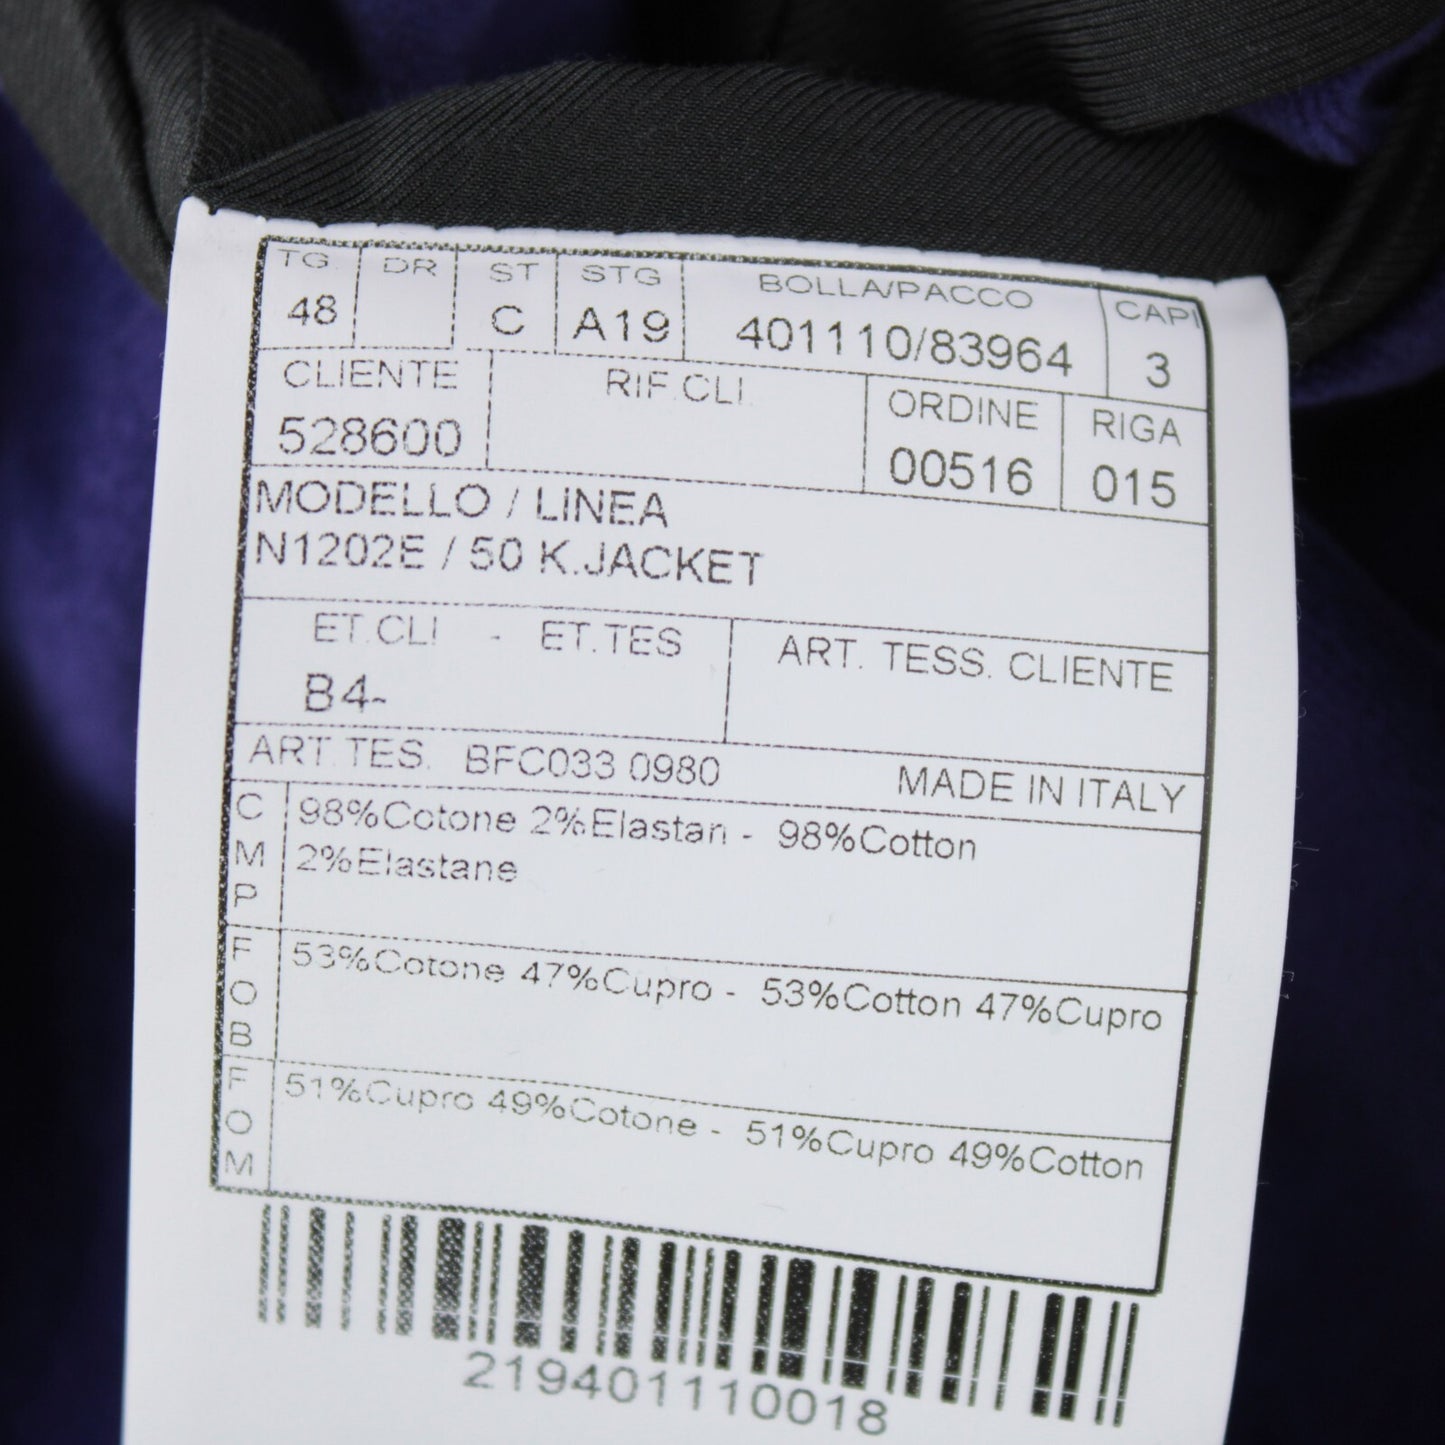 TG. DR ST STG BOLLA/PACCO CAPI
48 C A19 401110/83964 3
CLIENTE RIF.CLI. ORDINE RIGA
528600 00516 015
MODELLO / LINEA
N1202E / 50 K.JACKET
ET.CLI - ET.TES ART. TESS. CLIENTE
B4-
ART.TES. BFC033 0980 MADE IN ITALY
CMP 98%Cotone 2%Elastan - 98%Cotton
2%Elastane
FOB 53%Cotone 47%Cupro - 53%Cotton 47%Cupro
FOM 51%Cupro 49%Cotone - 51%Cupro 49%Cotton
219401110018